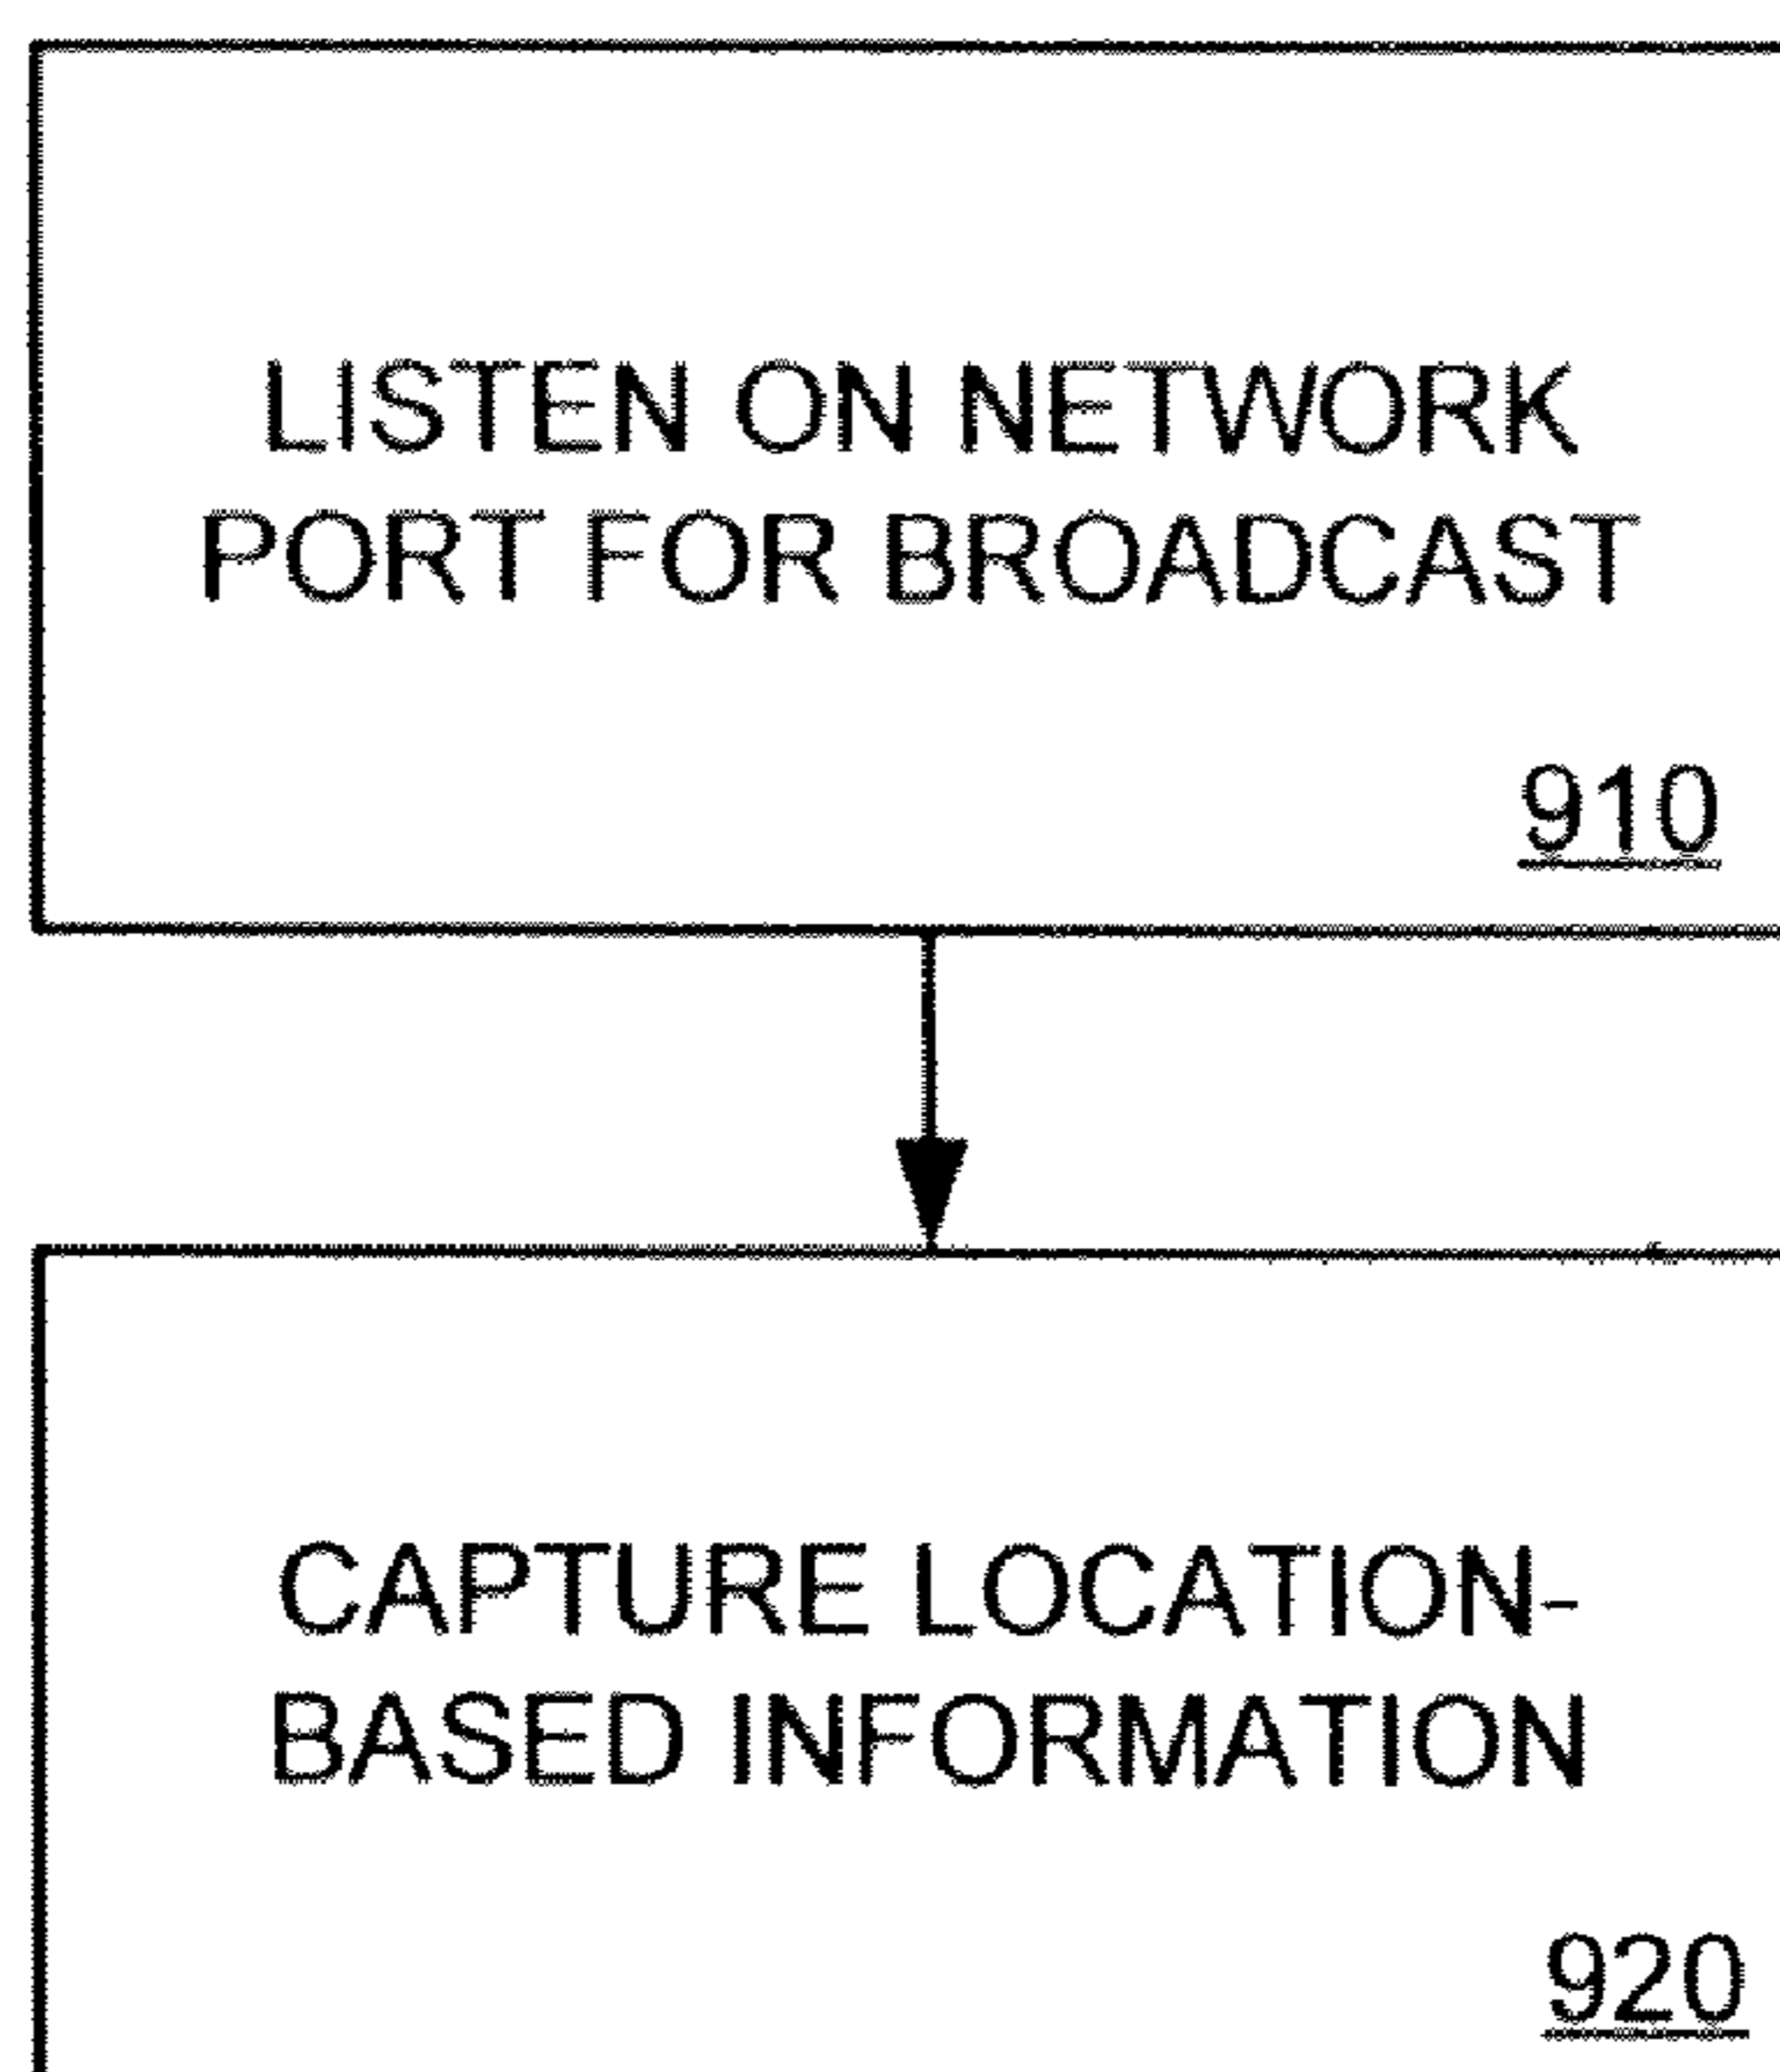 LISTEN ON NETWORK
PORT FOR BROADCAST
910
CAPTURE LOCATION-
BASED INFORMATION
920